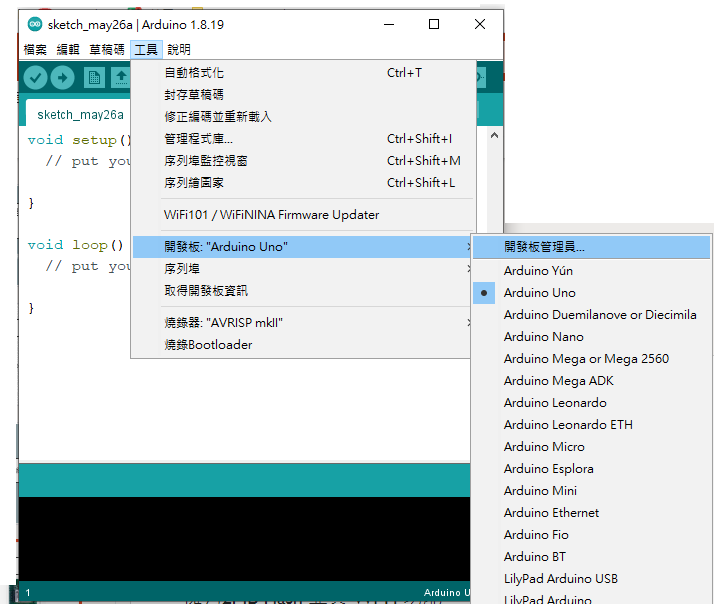 sketch_may26a | Arduino 1.8.19
檔案 編輯 草稿碼 工具 說明
sketch_may26a
void setup()
// put you
}
void loop()
// put you
}
自動格式化 Ctrl+T
封存草稿碼
修正編碼並重新載入
管理程式庫... Ctrl+Shift+I
序列埠監控視窗 Ctrl+Shift+M
序列繪圖家 Ctrl+Shift+L
WiFi101 / WiFiNINA Firmware Updater
開發板: "Arduino Uno"
序列埠
取得開發板資訊
燒錄器: "AVRISP mkII"
燒錄Bootloader
開發板管理員...
Arduino Yún
Arduino Uno
Arduino Duemilanove or Diecimila
Arduino Nano
Arduino Mega or Mega 2560
Arduino Mega ADK
Arduino Leonardo
Arduino Leonardo ETH
Arduino Micro
Arduino Esplora
Arduino Mini
Arduino Ethernet
Arduino Fio
Arduino BT
LilyPad Arduino USB
LilyPad Arduino
1 Arduino U